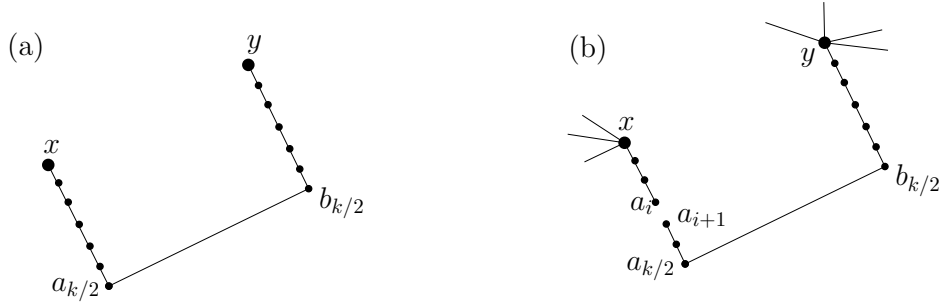 (a)
y
x
b_{k/2}
a_{k/2}
(b)
y
x
a_i
a_{i+1}
b_{k/2}
a_{k/2}